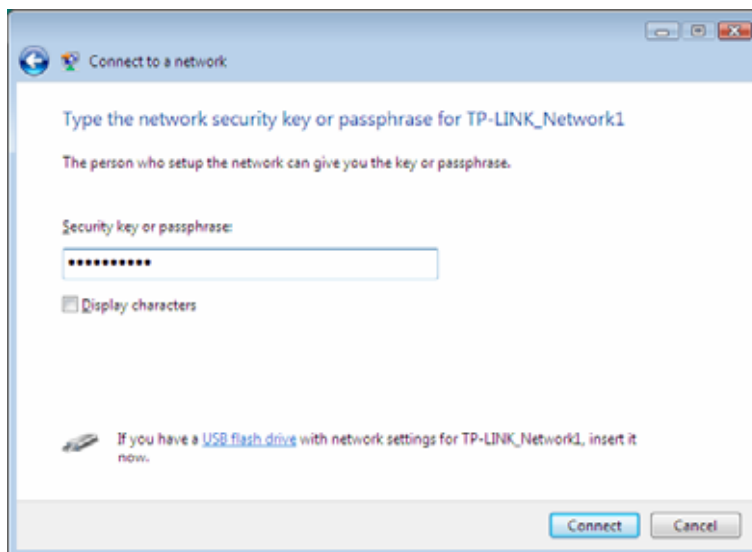 Connect to a network
Type the network security key or passphrase for TP-LINK_Network1
The person who setup the network can give you the key or passphrase.
Security key or passphrase:
••••••••••
Display characters
If you have a USB flash drive with network settings for TP-LINK_Network1, insert it
now.
Connect Cancel